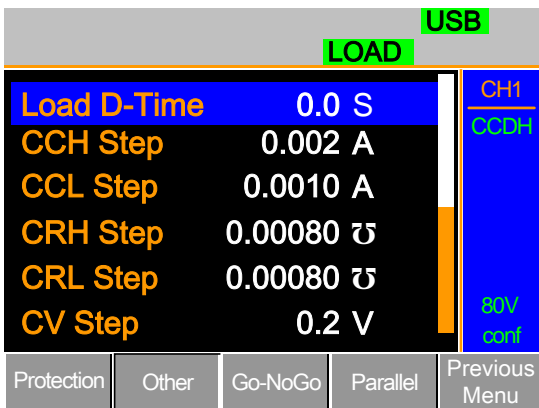 USB
LOAD
Load D-Time 0.0 S
CCH Step 0.002 A
CCL Step 0.0010 A
CRH Step 0.00080 ℧
CRL Step 0.00080 ℧
CV Step 0.2 V
CH1
CCDH
80V
conf
Protection Other Go-NoGo Parallel Previous
Menu